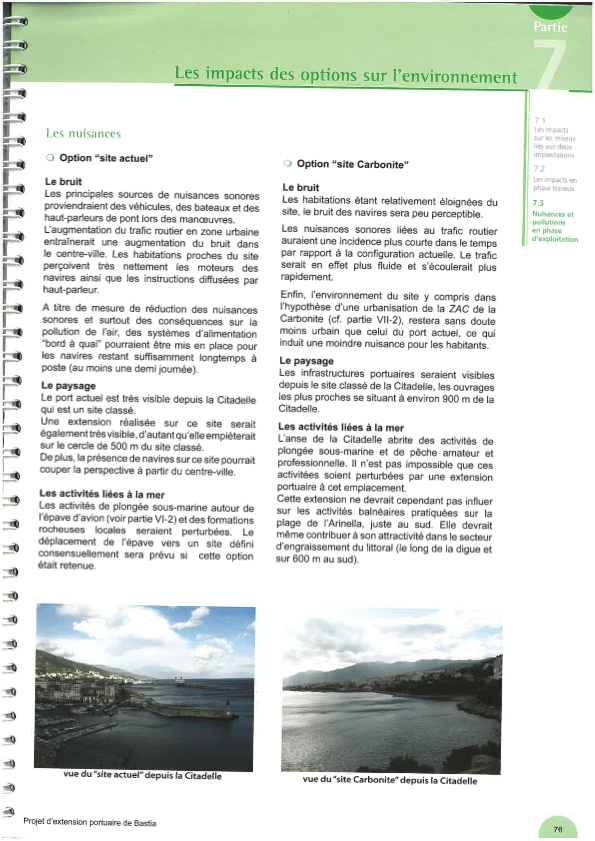 Partie
7
Les impacts des options sur l'environnement
7.1
Les impacts
sur les milieux
liés aux deux
implantations
7.2
Les impacts en
phase travaux
7.3
Nuisances et
pollutions
en phase
d'exploitation
Les nuisances
Option "site actuel"
Le bruit
Les principales sources de nuisances sonores
proviendraient des véhicules, des bateaux et des
haut-parleurs de pont lors des manœuvres.
L'augmentation du trafic routier en zone urbaine
entraînerait une augmentation du bruit dans
le centre-ville. Les habitations proches du site
perçoivent très nettement les moteurs des
navires ainsi que les instructions diffusées par
haut-parleur.
A titre de mesure de réduction des nuisances
sonores et surtout des conséquences sur la
pollution de l'air, des systèmes d'alimentation
"bord à quai" pourraient être mis en place pour
les navires restant suffisamment longtemps à
poste (au moins une demi journée).
Le paysage
Le port actuel est très visible depuis la Citadelle
qui est un site classé.
Une extension réalisée sur ce site serait
également très visible, d'autant qu'elle empiéterait
sur le cercle de 500 m du site classé.
De plus, la présence de navires sur ce site pourrait
couper la perspective à partir du centre-ville.
Les activités liées à la mer
Les activités de plongée sous-marine autour de
l'épave d'avion (voir partie VI-2) et des formations
rocheuses locales seraient perturbées. Le
déplacement de l'épave vers un site défini
consensuellement sera prévu si cette option
était retenue.
Option "site Carbonite"
Le bruit
Les habitations étant relativement éloignées du
site, le bruit des navires sera peu perceptible.
Les nuisances sonores liées au trafic routier
auraient une incidence plus courte dans le temps
par rapport à la configuration actuelle. Le trafic
serait en effet plus fluide et s'écoulerait plus
rapidement.
Enfin, l'environnement du site y compris dans
l'hypothèse d'une urbanisation de la ZAC de la
Carbonite (cf. partie VII-2), restera sans doute
moins urbain que celui du port actuel, ce qui
induit une moindre nuisance pour les habitants.
Le paysage
Les infrastructures portuaires seraient visibles
depuis le site classé de la Citadelle, les ouvrages
les plus proches se situant à environ 900 m de la
Citadelle.
Les activités liées à la mer
L'anse de la Citadelle abrite des activités de
plongée sous-marine et de pêche amateur et
professionnelle. Il n'est pas impossible que ces
activitées soient perturbées par une extension
portuaire à cet emplacement.
Cette extension ne devrait cependant pas influer
sur les activités balnéaires pratiquées sur la
plage de l'Arinella, juste au sud. Elle devrait
même contribuer à son attractivité dans le secteur
d'engraissement du littoral (le long de la digue et
sur 600 m au sud).
vue du "site actuel" depuis la Citadelle
vue du "site Carbonite" depuis la Citadelle
Projet d'extension portuaire de Bastia
76